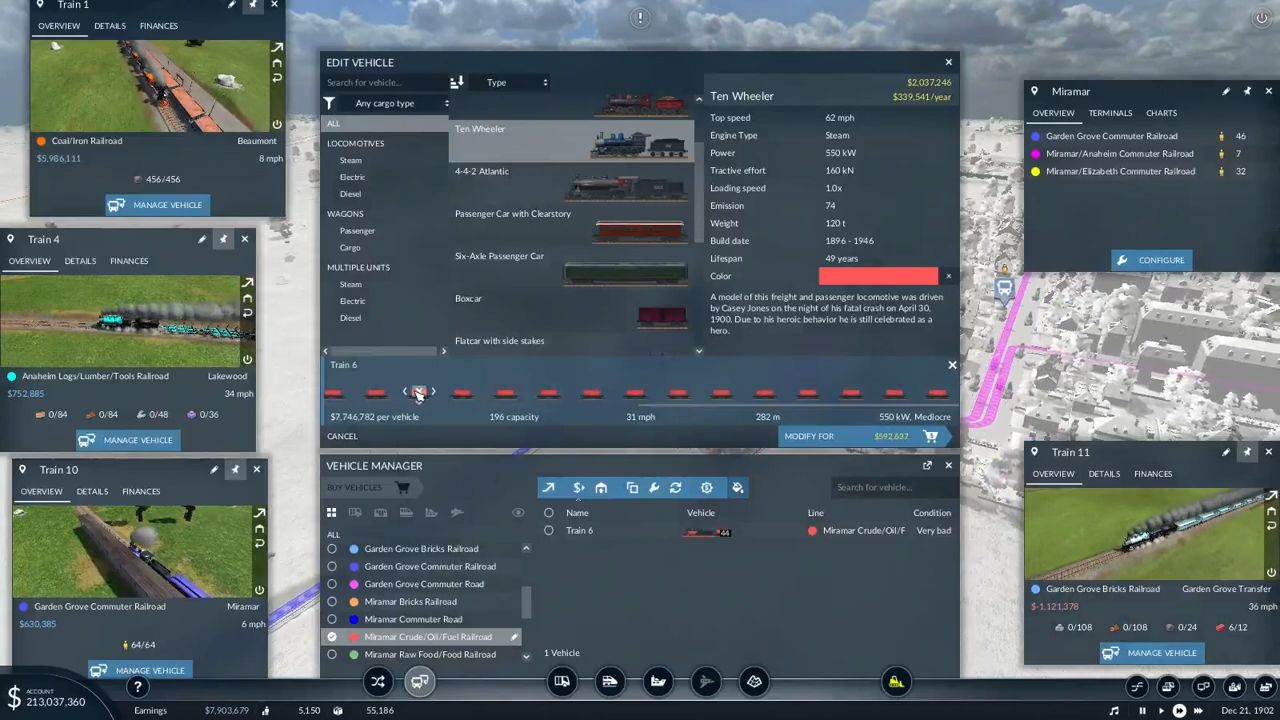 Train 1
OVERVIEW DETAILS FINANCES
Coal/Iron Railroad Beaumont
$5,986,111 8 mph
456/456
MANAGE VEHICLE
Train 4
OVERVIEW DETAILS FINANCES
Anaheim Logs/Lumber/Tools Railroad Lakewood
$752,885 34 mph
0/84 0/84 0/48 0/36
MANAGE VEHICLE
Train 10
OVERVIEW DETAILS FINANCES
Garden Grove Commuter Railroad Miramar
$630,385 6 mph
64/64
MANAGE VEHICLE
EDIT VEHICLE
Search for vehicle... Type
Any cargo type
ALL
LOCOMOTIVES
Steam
Electric
Diesel
WAGONS
Passenger
Cargo
MULTIPLE UNITS
Steam
Electric
Diesel
Ten Wheeler
4-4-2 Atlantic
Passenger Car with Clearstory
Six-Axle Passenger Car
Boxcar
Flatcar with side stakes
$2,037,246
Ten Wheeler $339,541/year
Top speed 62 mph
Engine Type Steam
Power 550 kW
Tractive effort 160 kN
Loading speed 1.0x
Emission 74
Weight 120 t
Build date 1896 - 1946
Lifespan 49 years
Color
A model of this freight and passenger locomotive was driven
by Casey Jones on the night of his fatal crash on April 30,
1900. Due to his heroic behavior he is still celebrated as a
hero.
Train 6
$7,746,782 per vehicle 196 capacity 31 mph 282 m 550 kW, Mediocre
CANCEL MODIFY FOR $592,637
VEHICLE MANAGER
BUY VEHICLES Search for vehicle...
ALL
Garden Grove Bricks Railroad
Garden Grove Commuter Railroad
Garden Grove Commuter Road
Miramar Bricks Railroad
Miramar Commuter Road
Miramar Crude/Oil/Fuel Railroad
Miramar Raw Food/Food Railroad
Name Vehicle Line Condition
Train 6 44 Miramar Crude/Oil/F Very bad
1 Vehicle
Miramar
OVERVIEW TERMINALS CHARTS
Garden Grove Commuter Railroad 46
Miramar/Anaheim Commuter Railroad 7
Miramar/Elizabeth Commuter Railroad 32
CONFIGURE
Train 11
OVERVIEW DETAILS FINANCES
Garden Grove Bricks Railroad Garden Grove Transfer
$-1,121,378 36 mph
0/108 0/108 0/24 6/12
MANAGE VEHICLE
$ ACCOUNT
213,037,360
?
Earnings $7,903,679 5,150 55,186 Dec 21, 1902